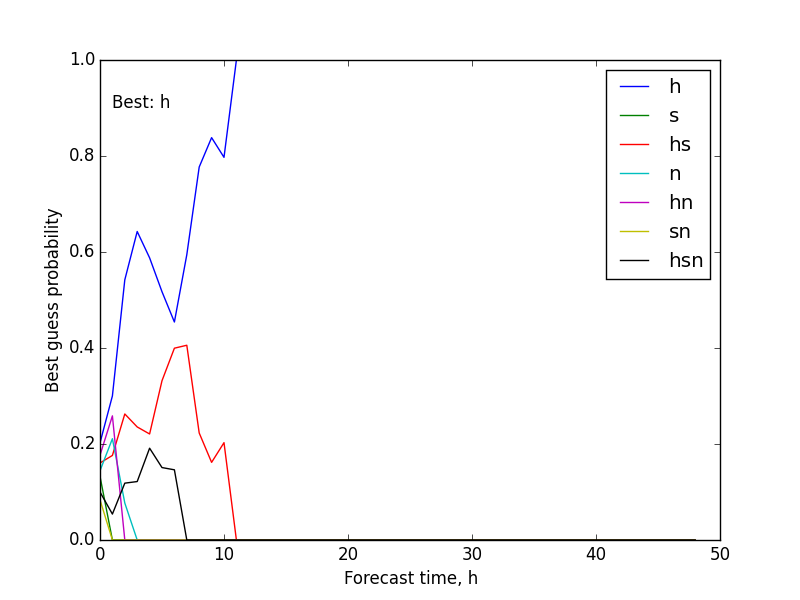 1.0
0.8
0.6
0.4
0.2
0.0
Best guess probability
Best: h
h
s
hs
n
hn
sn
hsn
0 10 20 30 40 50
Forecast time, h